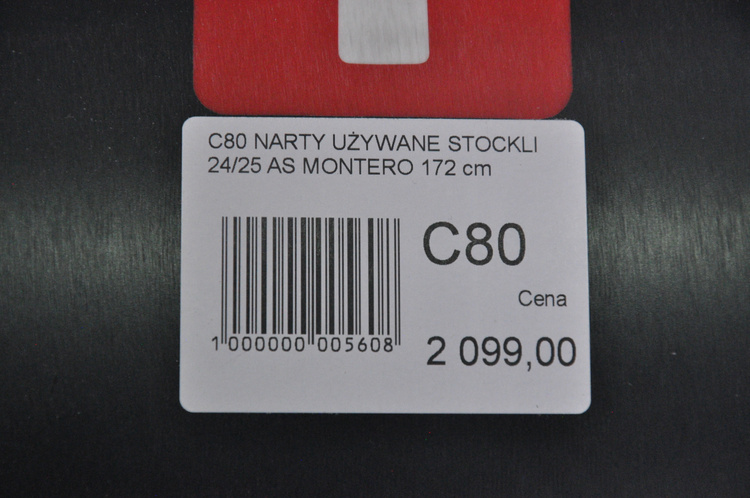 C80 NARTY UŻYWANE STOCKLI
24/25 AS MONTERO 172 cm
C80
Cena
1 000000 005608
2 099,00